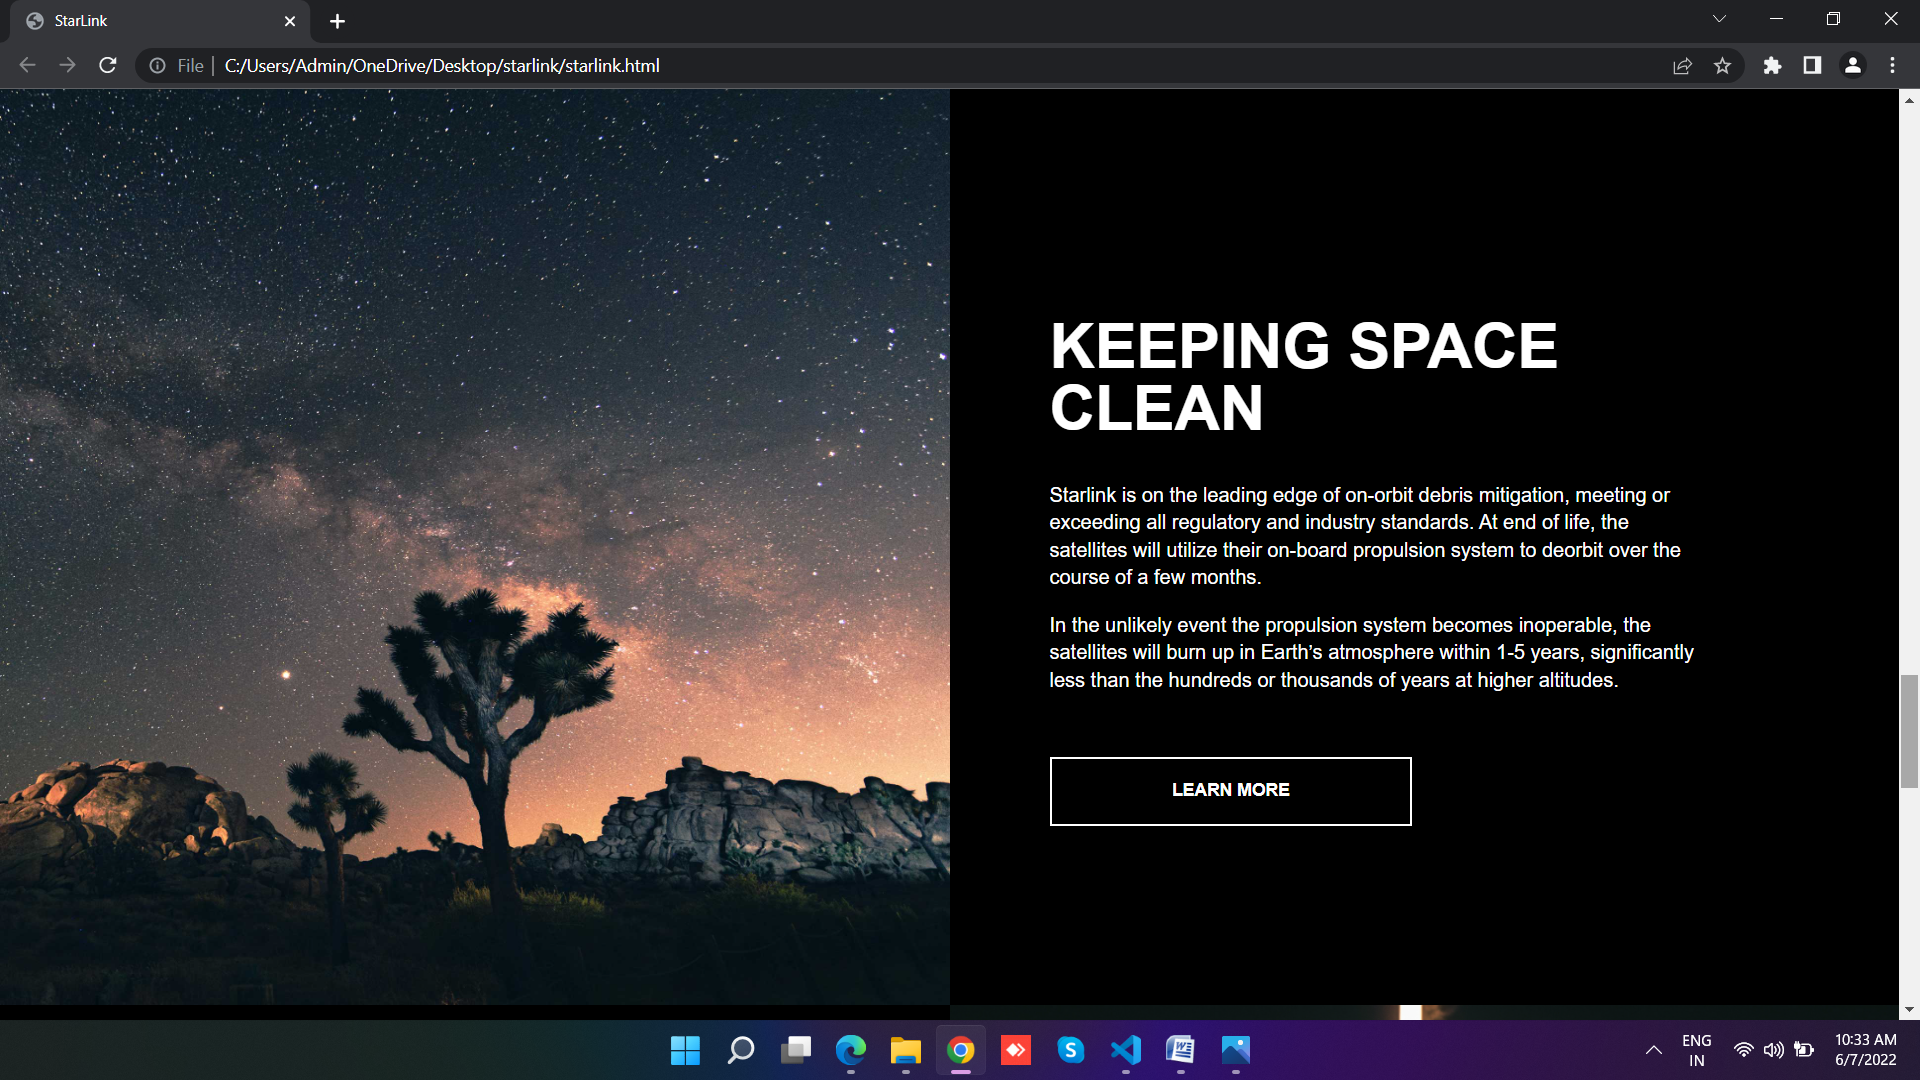 StarLink
File
C:/Users/Admin/OneDrive/Desktop/starlink/starlink.html
KEEPING SPACE
CLEAN
Starlink is on the leading edge of on-orbit debris mitigation, meeting or
exceeding all regulatory and industry standards. At end of life, the
satellites will utilize their on-board propulsion system to deorbit over the
course of a few months.
In the unlikely event the propulsion system becomes inoperable, the
satellites will burn up in Earth’s atmosphere within 1-5 years, significantly
less than the hundreds or thousands of years at higher altitudes.
LEARN MORE
ENG
IN
10:33 AM
6/7/2022